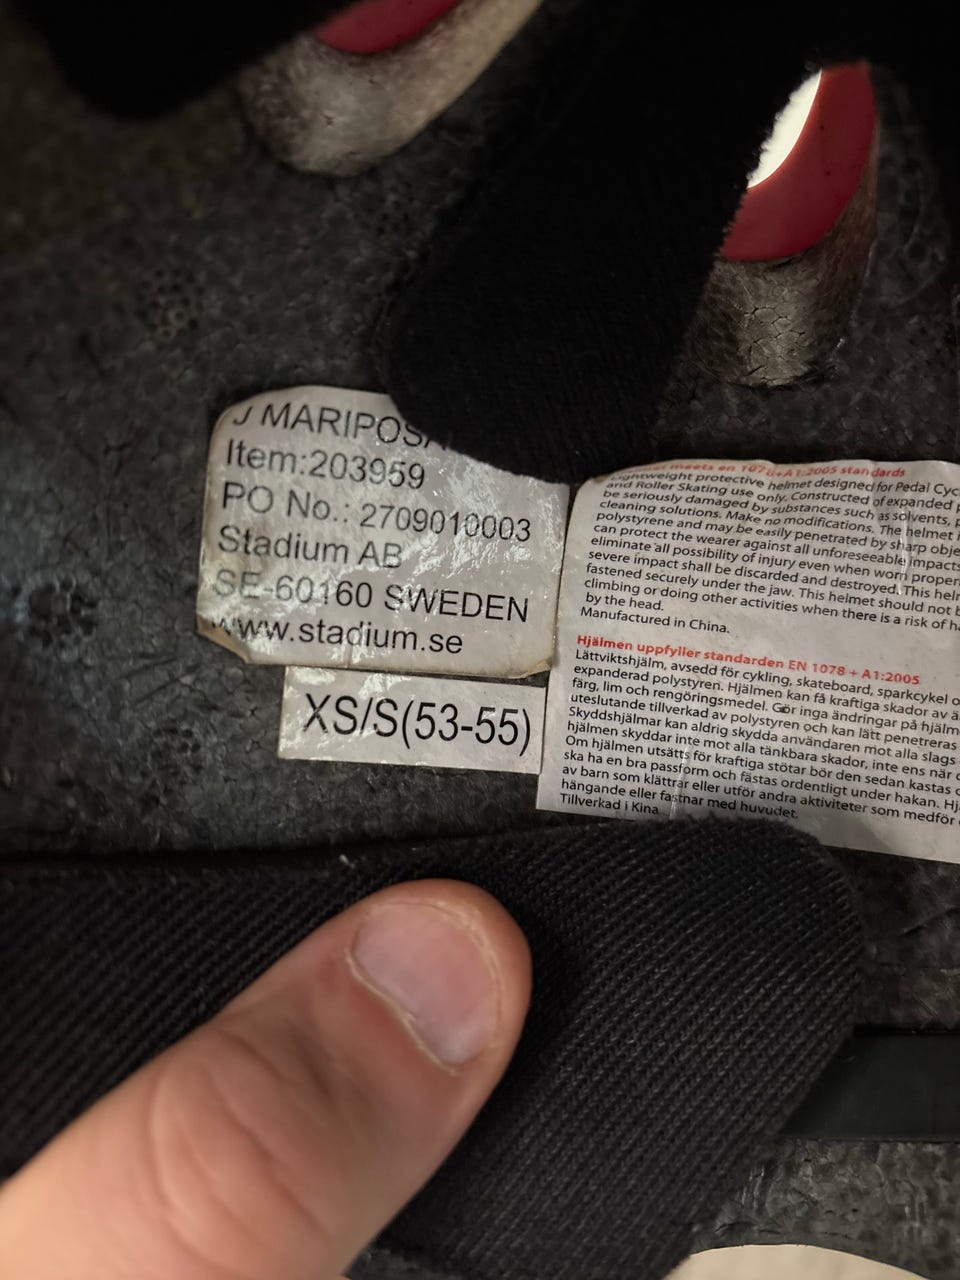 J MARIPOSA
Item:203959
PO No.: 2709010003
Stadium AB
SE-60160 SWEDEN
www.stadium.se
XS/S(53-55)
meets en 1078+A1:2005 standards
Lightweight protective helmet designed for Pedal Cyc
and Roller Skating use only. Constructed of expanded p
be seriously damaged by substances such as solvents, p
cleaning solutions. Make no modifications. The helmet i
polystyrene and may be easily penetrated by sharp obje
can protect the wearer against all unforeseeable impacts
eliminate all possibility of injury even when worn proper
severe impact shall be discarded and destroyed. This helm
fastened securely under the jaw. This helmet should not b
climbing or doing other activities when there is a risk of ha
by the head.
Manufactured in China.
Hjälmen uppfyller standarden EN 1078 + A1:2005
Lättviktshjälm, avsedd för cykling, skateboard, sparkcykel o
expanderad polystyren. Hjälmen kan få kraftiga skador av ä
färg, lim och rengöringsmedel. Gör inga ändringar på hjälm
uteslutande tillverkad av polystyren och kan lätt penetreras
Skyddshjälmar kan aldrig skydda användaren mot alla slags
hjälmen skyddar inte mot alla tänkbara skador, inte ens när d
Om hjälmen utsätts för kraftiga stötar bör den sedan kastas o
ska ha en bra passform och fästas ordentligt under hakan. Hj
av barn som klättrar eller utför andra aktiviteter som medför
hängande eller fastnar med huvudet.
Tillverkad i Kina